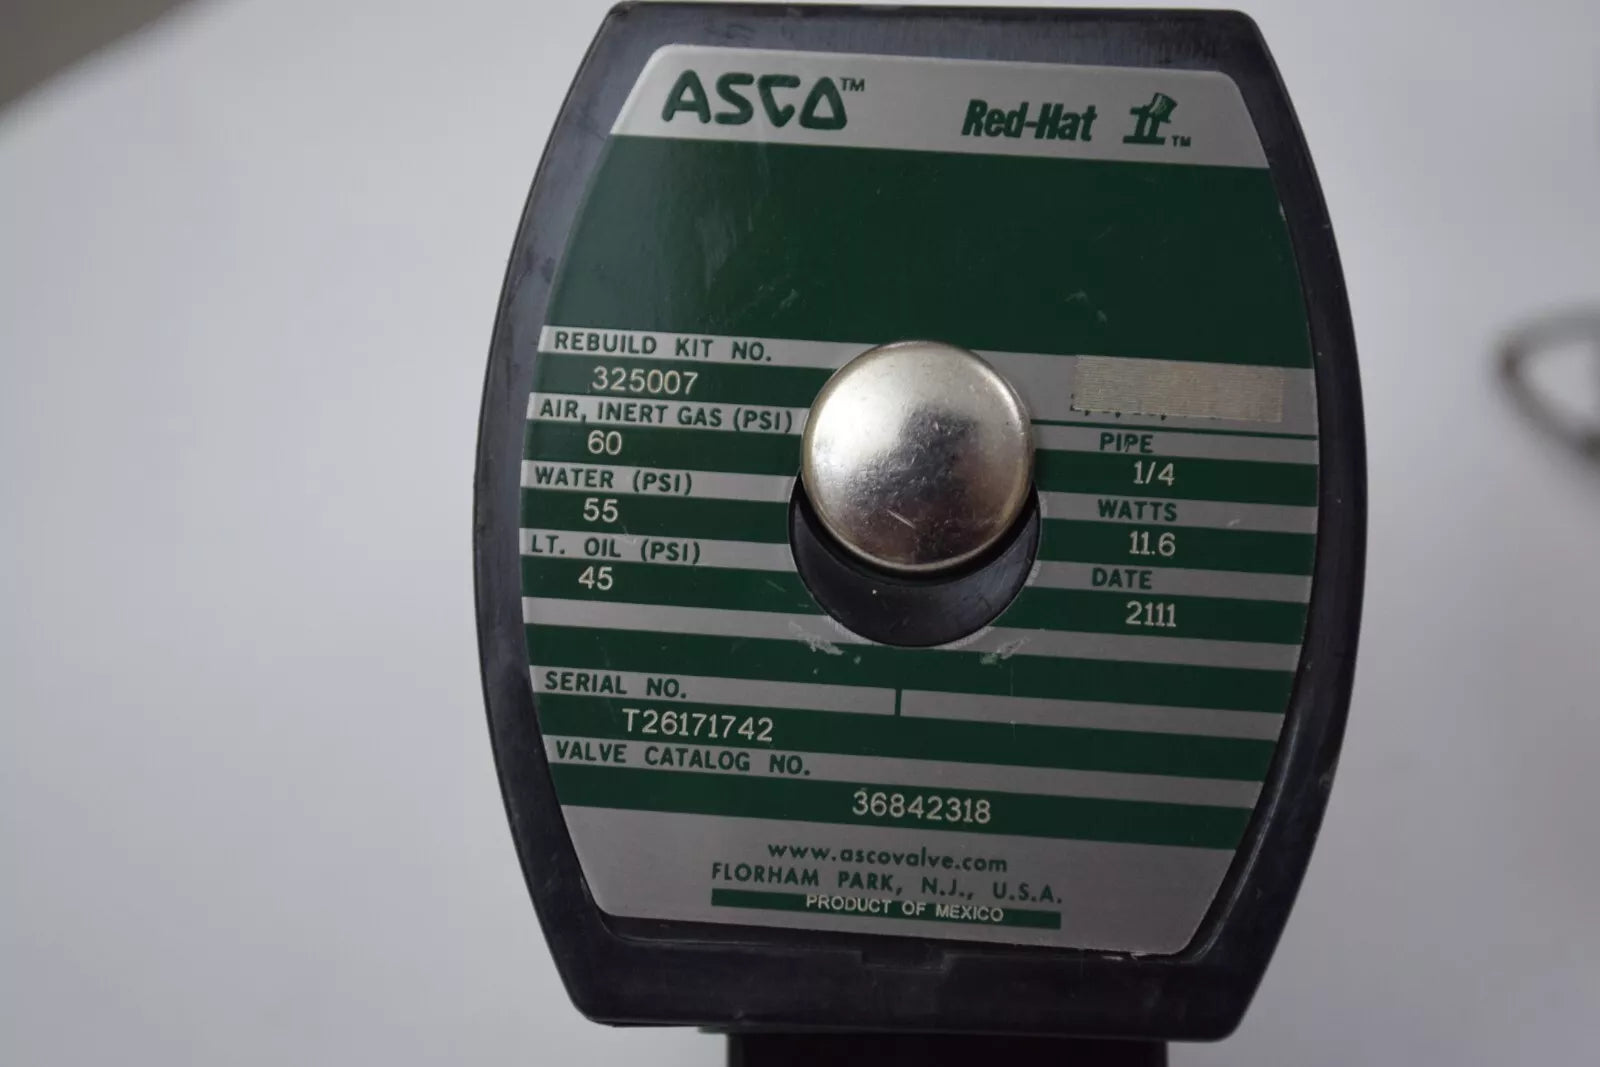 ASCO™
Red-Hat II™
REBUILD KIT NO.
325007
AIR, INERT GAS (PSI)
60
WATER (PSI)
55
LT. OIL (PSI)
45
PIPE
1/4
WATTS
11.6
DATE
2111
SERIAL NO.
T26171742
VALVE CATALOG NO.
36842318
www.ascovalve.com
FLORHAM PARK, N.J., U.S.A.
PRODUCT OF MEXICO